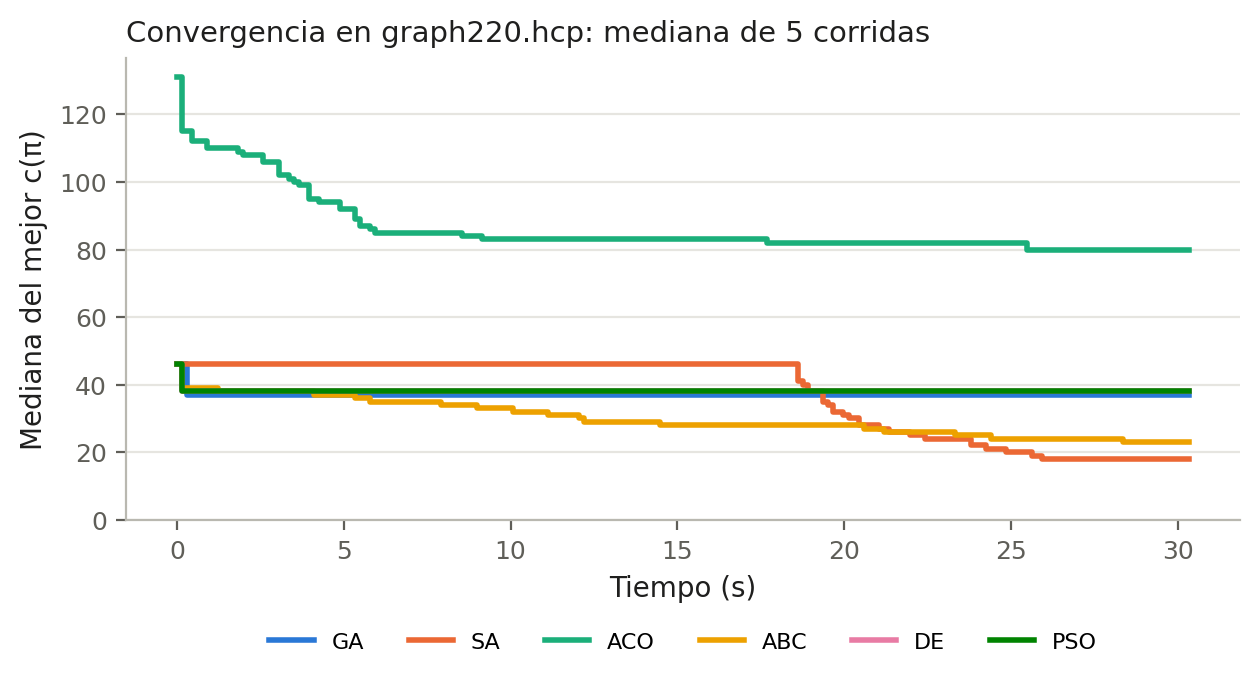 Convergencia en graph220.hcp: mediana de 5 corridas
Mediana del mejor c(π)
120
100
80
60
40
20
0
0 5 10 15 20 25 30
Tiempo (s)
GA SA ACO ABC DE PSO